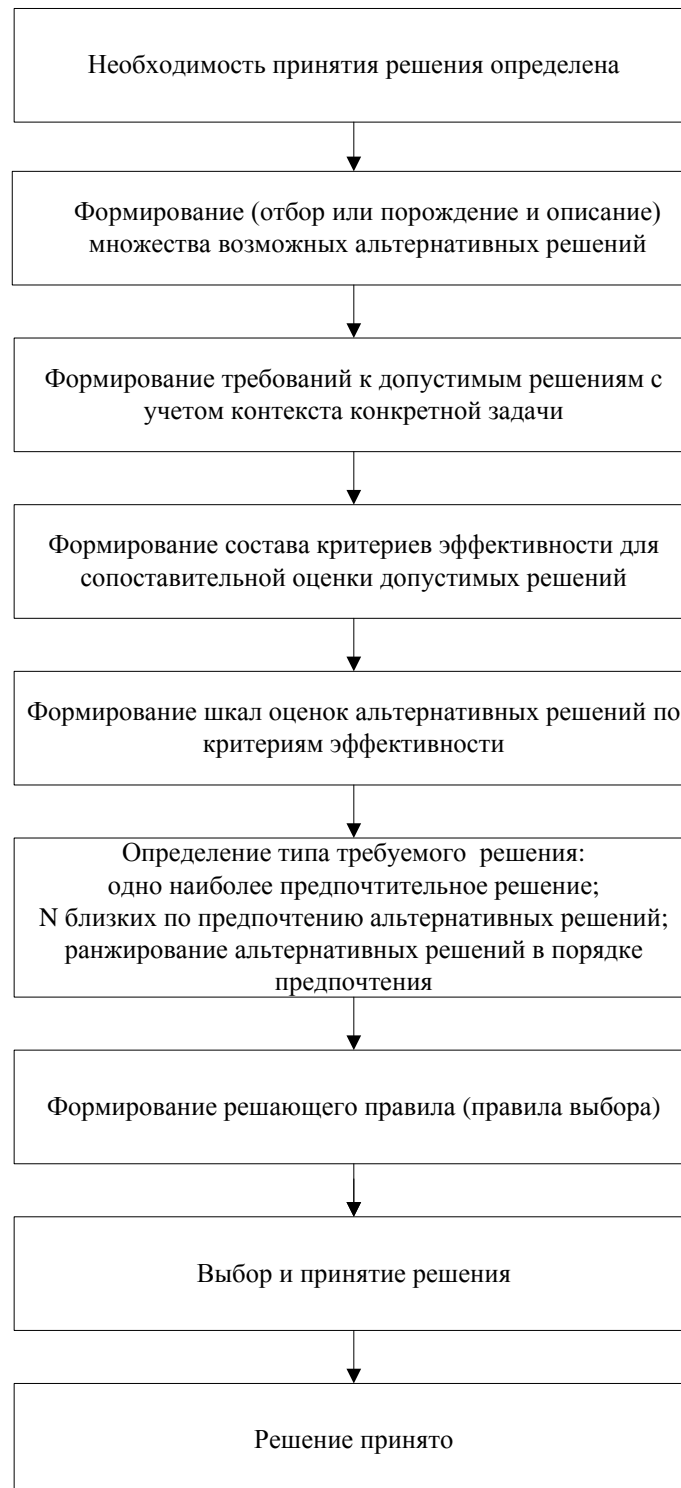 Необходимость принятия решения определена
Формирование (отбор или порождение и описание)
множества возможных альтернативных решений
Формирование требований к допустимым решениям с
учетом контекста конкретной задачи
Формирование состава критериев эффективности для
сопоставительной оценки допустимых решений
Формирование шкал оценок альтернативных решений по
критериям эффективности
Определение типа требуемого решения:
одно наиболее предпочтительное решение;
N близких по предпочтению альтернативных решений;
ранжирование альтернативных решений в порядке
предпочтения
Формирование решающего правила (правила выбора)
Выбор и принятие решения
Решение принято